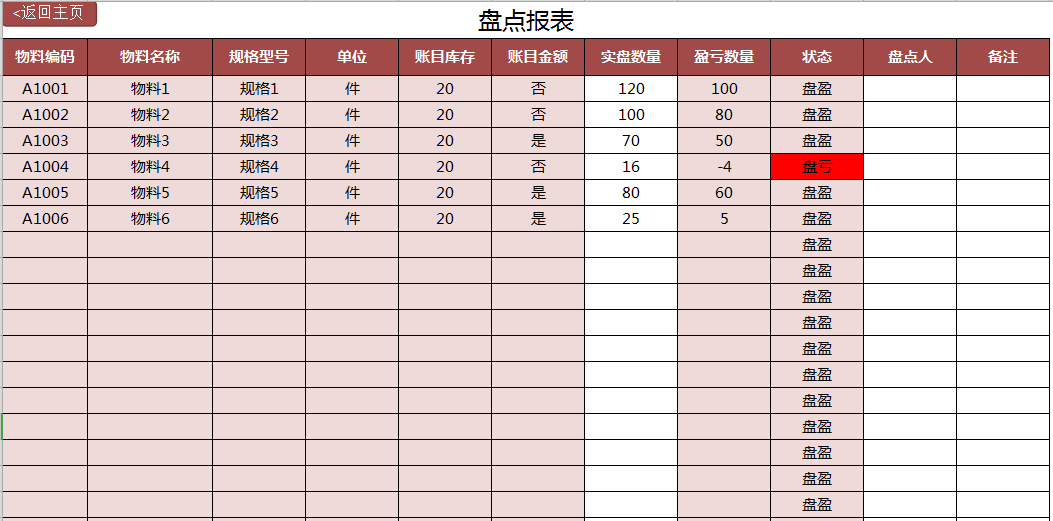 <返回主页
盘点报表
物料编码 物料名称 规格型号 单位 账目库存 账目金额 实盘数量 盈亏数量 状态 盘点人 备注
A1001 物料1 规格1 件 20 否 120 100 盘盈
A1002 物料2 规格2 件 20 否 100 80 盘盈
A1003 物料3 规格3 件 20 是 70 50 盘盈
A1004 物料4 规格4 件 20 否 16 -4 盘亏
A1005 物料5 规格5 件 20 是 80 60 盘盈
A1006 物料6 规格6 件 20 是 25 5 盘盈
盘盈
盘盈
盘盈
盘盈
盘盈
盘盈
盘盈
盘盈
盘盈
盘盈
盘盈